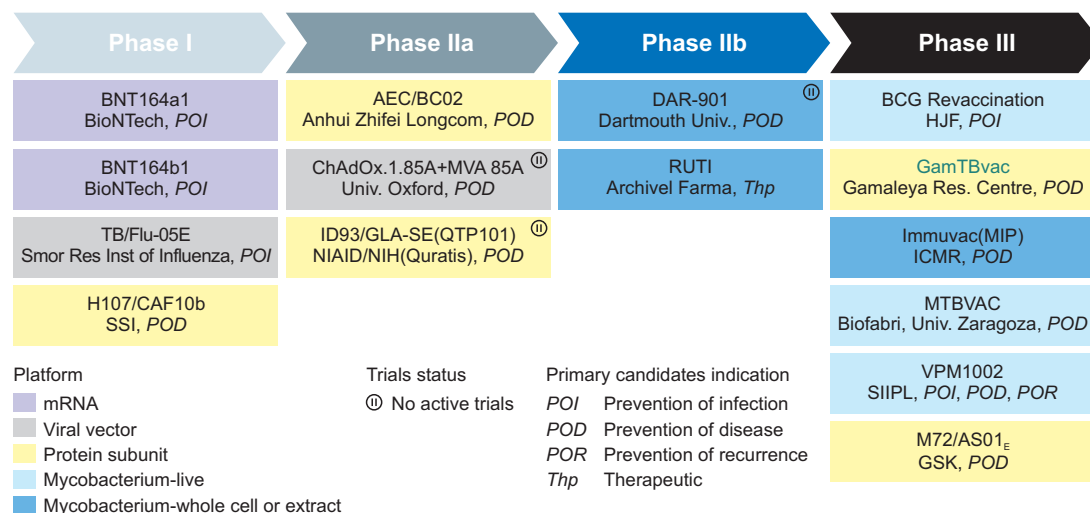 Phase I
Phase IIa
Phase IIb
Phase III
BNT164a1
BioNTech, POI
BNT164b1
BioNTech, POI
TB/Flu-05E
Smor Res Inst of Influenza, POI
H107/CAF10b
SSI, POD
AEC/BC02
Anhui Zhifei Longcom, POD
ChAdOx.1.85A+MVA 85A
Univ. Oxford, POD
ID93/GLA-SE(QTP101)
NIAID/NIH(Quratis), POD
DAR-901
Dartmouth Univ., POD
RUTI
Archivel Farma, Thp
BCG Revaccination
HJF, POI
GamTBvac
Gamaleya Res. Centre, POD
Immuvac(MIP)
ICMR, POD
MTBVAC
Biofabri, Univ. Zaragoza, POD
VPM1002
SIIPL, POI, POD, POR
M72/AS01E
GSK, POD
Platform
mRNA
Viral vector
Protein subunit
Mycobacterium-live
Mycobacterium-whole cell or extract
Trials status
No active trials
Primary candidates indication
POI Prevention of infection
POD Prevention of disease
POR Prevention of recurrence
Thp Therapeutic